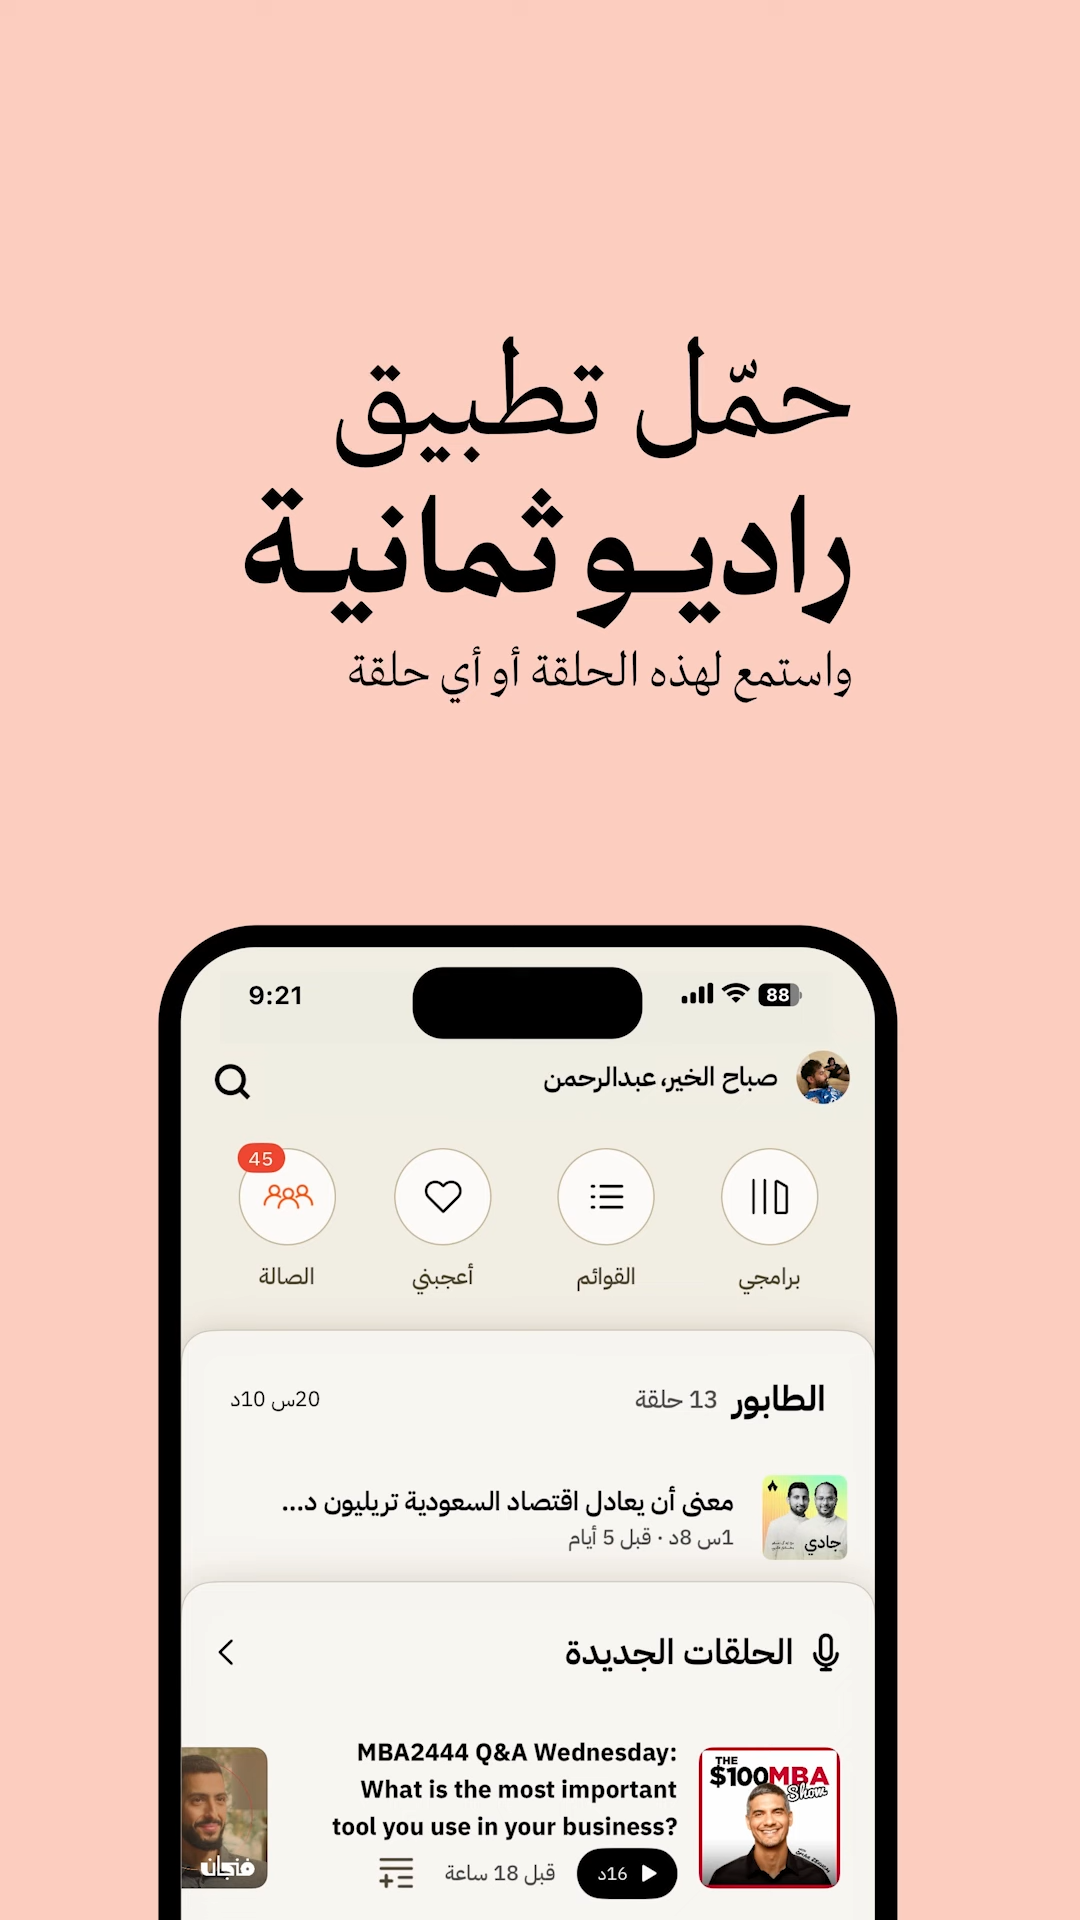 حمّل تطبيق
راديو ثمانية
واستمع لهذه الحلقة أو أي حلقة
9:21
88
صباح الخير، عبدالرحمن
45
برامجي
القوائم
أعجبني
الصالة
الطابور 13 حلقة
20س 10د
معنى أن يعادل اقتصاد السعودية تريليون د...
1س 8د · قبل 5 أيام
جادي
الحلقات الجديدة
THE
$100MBA
Show
MBA2444 Q&A Wednesday:
What is the most important
tool you use in your business?
16د
قبل 18 ساعة
فنجان